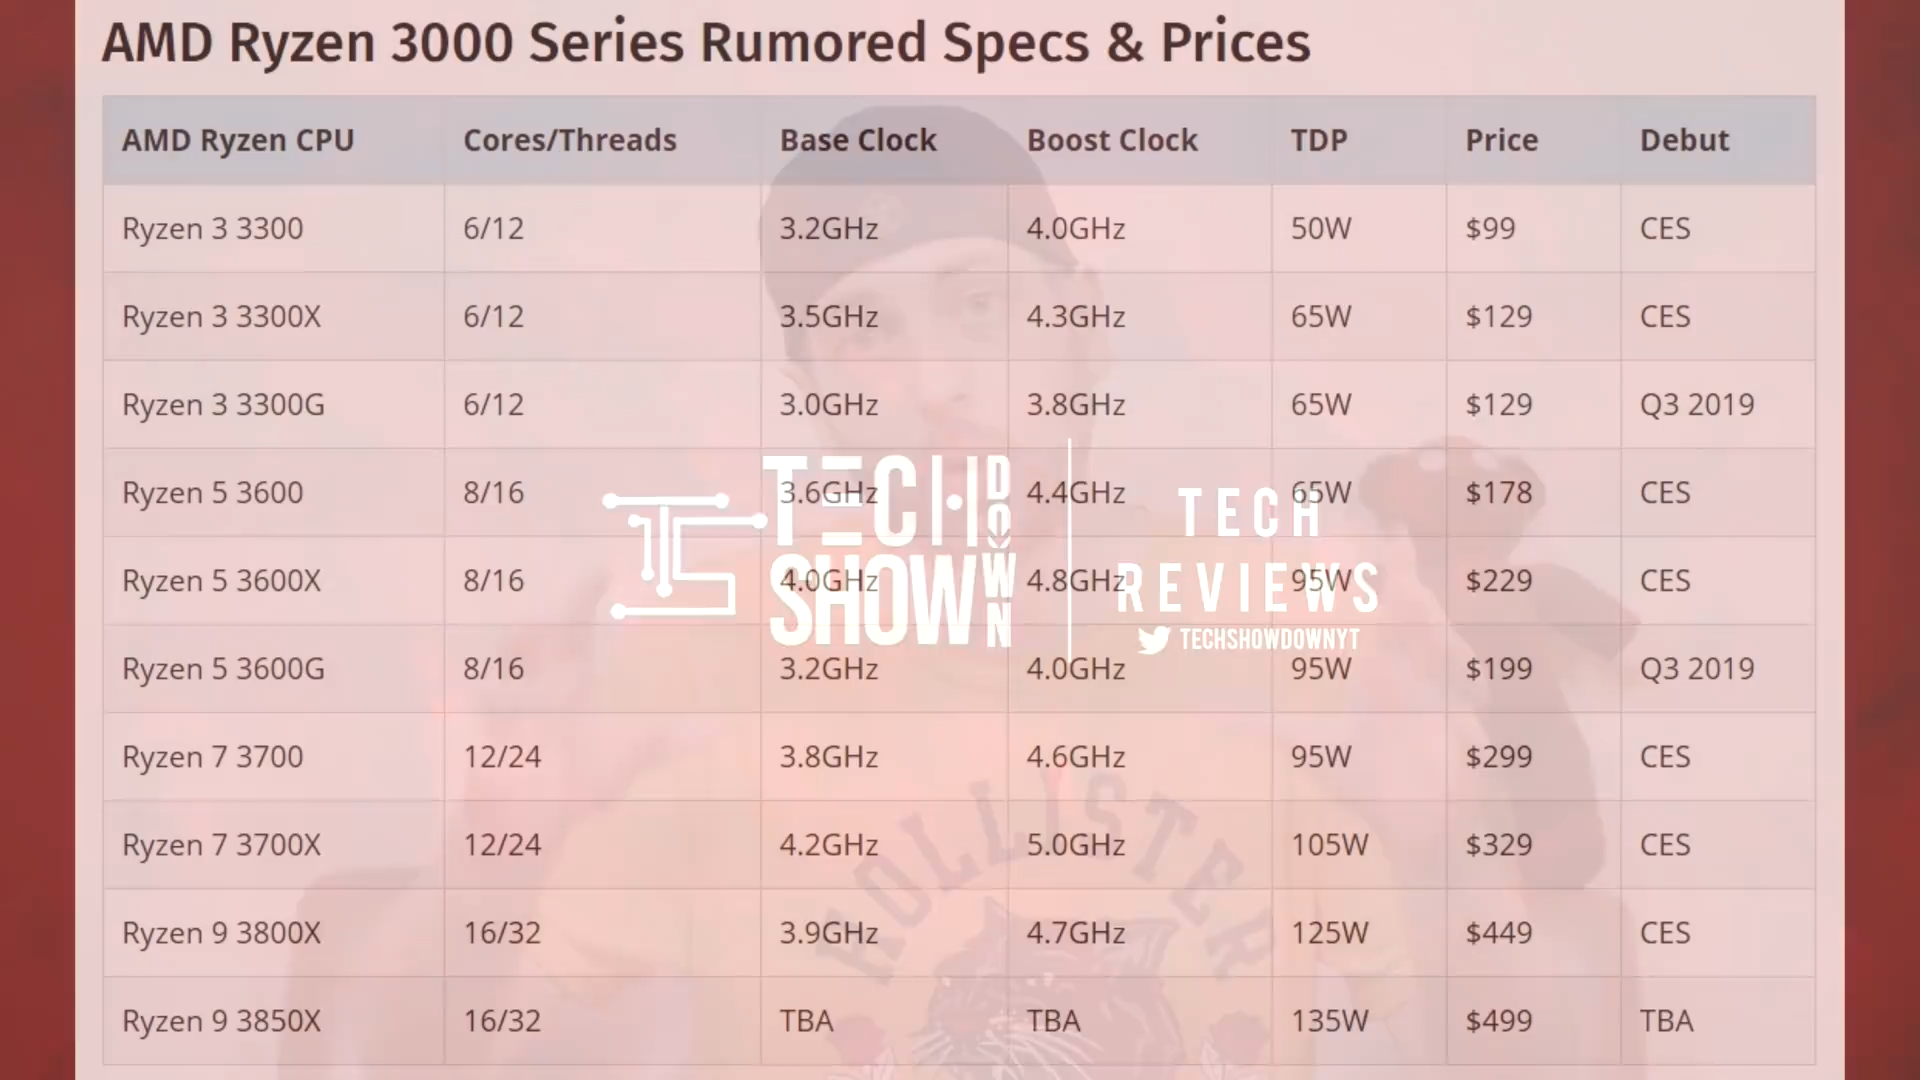 AMD Ryzen 3000 Series Rumored Specs & Prices
AMD Ryzen CPU Cores/Threads Base Clock Boost Clock TDP Price Debut
Ryzen 3 3300 6/12 3.2GHz 4.0GHz 50W $99 CES
Ryzen 3 3300X 6/12 3.5GHz 4.3GHz 65W $129 CES
Ryzen 3 3300G 6/12 3.0GHz 3.8GHz 65W $129 Q3 2019
Ryzen 5 3600 8/16 3.6GHz 4.4GHz 65W $178 CES
Ryzen 5 3600X 8/16 4.0GHz 4.8GHz 95W $229 CES
Ryzen 5 3600G 8/16 3.2GHz 4.0GHz 95W $199 Q3 2019
Ryzen 7 3700 12/24 3.8GHz 4.6GHz 95W $299 CES
Ryzen 7 3700X 12/24 4.2GHz 5.0GHz 105W $329 CES
Ryzen 9 3800X 16/32 3.9GHz 4.7GHz 125W $449 CES
Ryzen 9 3850X 16/32 TBA TBA 135W $499 TBA
TECH
SHOW
DOWN
TECH
REVIEWS
TECHSHOWDOWNYT
HOLLISTER